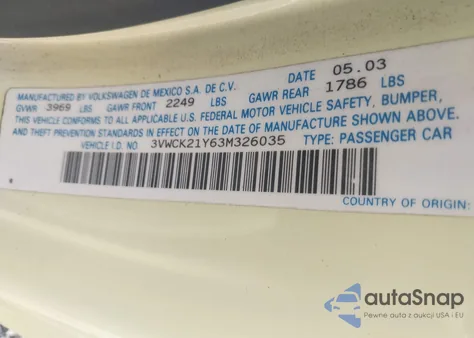 MANUFACTURED BY VOLKSWAGEN DE MEXICO S.A. DE C.V. DATE 05.03
GVWR 3969 LBS GAWR FRONT 2249 LBS GAWR REAR 1786 LBS
THIS VEHICLE CONFORMS TO ALL APPLICABLE U.S. FEDERAL MOTOR VEHICLE SAFETY, BUMPER,
AND THEFT PREVENTION STANDARDS IN EFFECT ON THE DATE OF MANUFACTURE SHOWN ABOVE.
VEHICLE I.D. NO. 3VWCK21Y63M326035 TYPE: PASSENGER CAR
COUNTRY OF ORIGIN:
autoSnap
Pewne auta z aukcji USA i EU